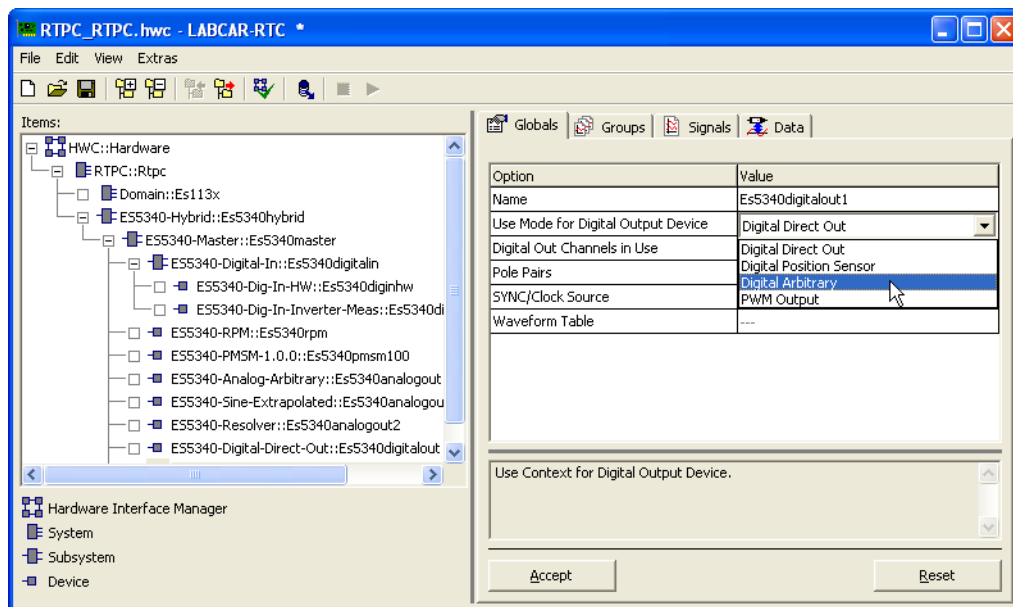 RTPC_RTPC.hwc - LABCAR-RTC *
File Edit View Extras
Items:
HWC::Hardware
RTPC::Rtpc
Domain::Es113x
ES5340-Hybrid::Es5340hybrid
ES5340-Master::Es5340master
ES5340-Digital-In::Es5340digitalin
ES5340-Dig-In-HW::Es5340diginhw
ES5340-Dig-In-Inverter-Meas::Es5340di
ES5340-RPM::Es5340rpm
ES5340-PMSM-1.0.0::Es5340pmsm100
ES5340-Analog-Arbitrary::Es5340analogout
ES5340-Sine-Extrapolated::Es5340analogou
ES5340-Resolver::Es5340analogout2
ES5340-Digital-Direct-Out::Es5340digitalout
Hardware Interface Manager
System
Subsystem
Device
Globals Groups Signals Data
Option Value
Name Es5340digitalout1
Use Mode for Digital Output Device Digital Direct Out
Digital Out Channels in Use
Pole Pairs
SYNC/Clock Source
Waveform Table ---
Digital Direct Out
Digital Position Sensor
Digital Arbitrary
PWM Output
Use Context for Digital Output Device.
Accept Reset